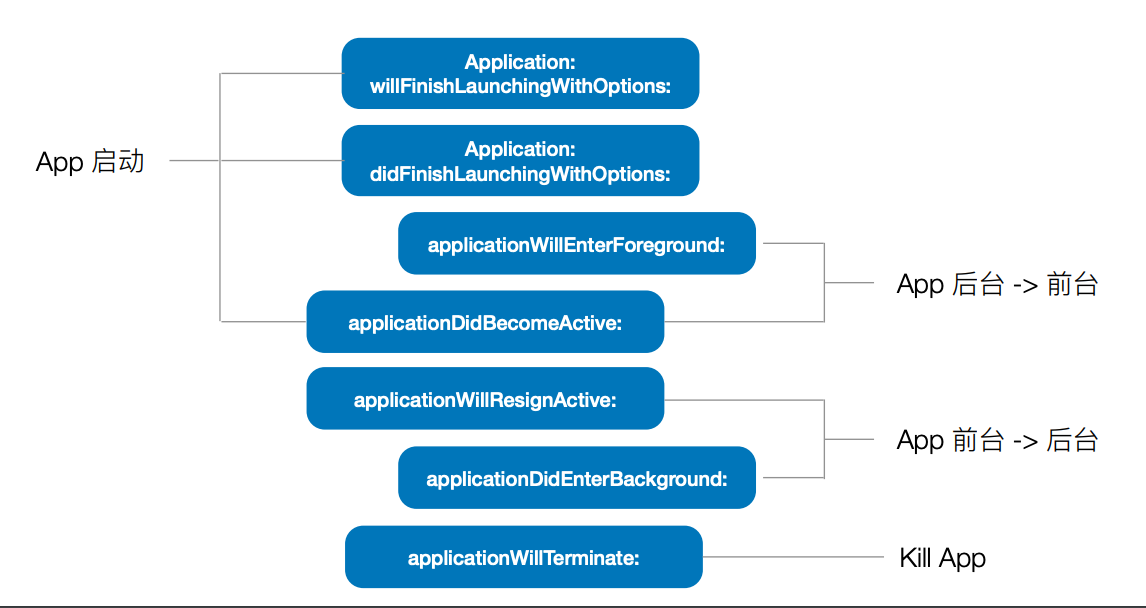 Application:
willFinishLaunchingWithOptions:
Application:
didFinishLaunchingWithOptions:
App 启动
applicationWillEnterForeground:
App 后台 -> 前台
applicationDidBecomeActive:
applicationWillResignActive:
App 前台 -> 后台
applicationDidEnterBackground:
applicationWillTerminate:
Kill App